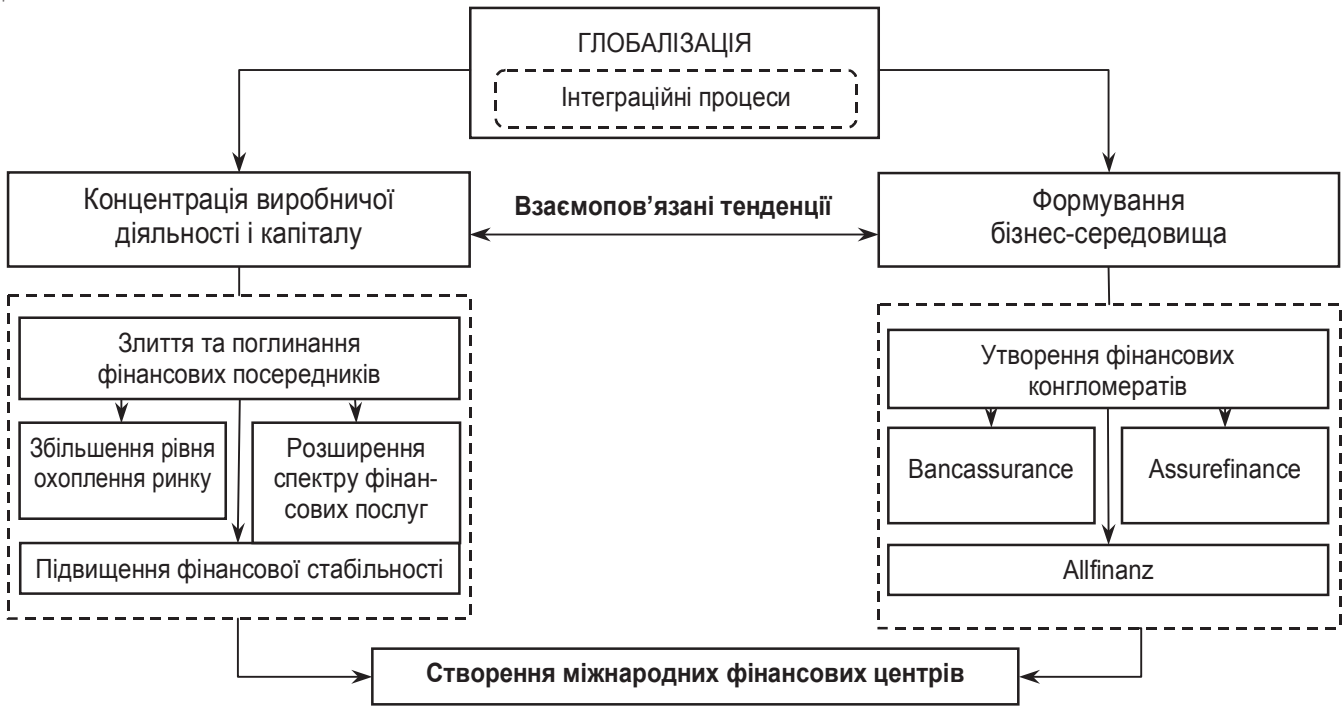 ГЛОБАЛІЗАЦІЯ
Інтеграційні процеси
Концентрація виробничої
діяльності і капіталу
Взаємопов’язані тенденції
Формування
бізнес-середовища
Злиття та поглинання
фінансових посередників
Збільшення рівня
охоплення ринку
Розширення
спектру фінан-
сових послуг
Підвищення фінансової стабільності
Утворення фінансових
конгломератів
Bancassurance
Assurefinance
Allfinanz
Створення міжнародних фінансових центрів